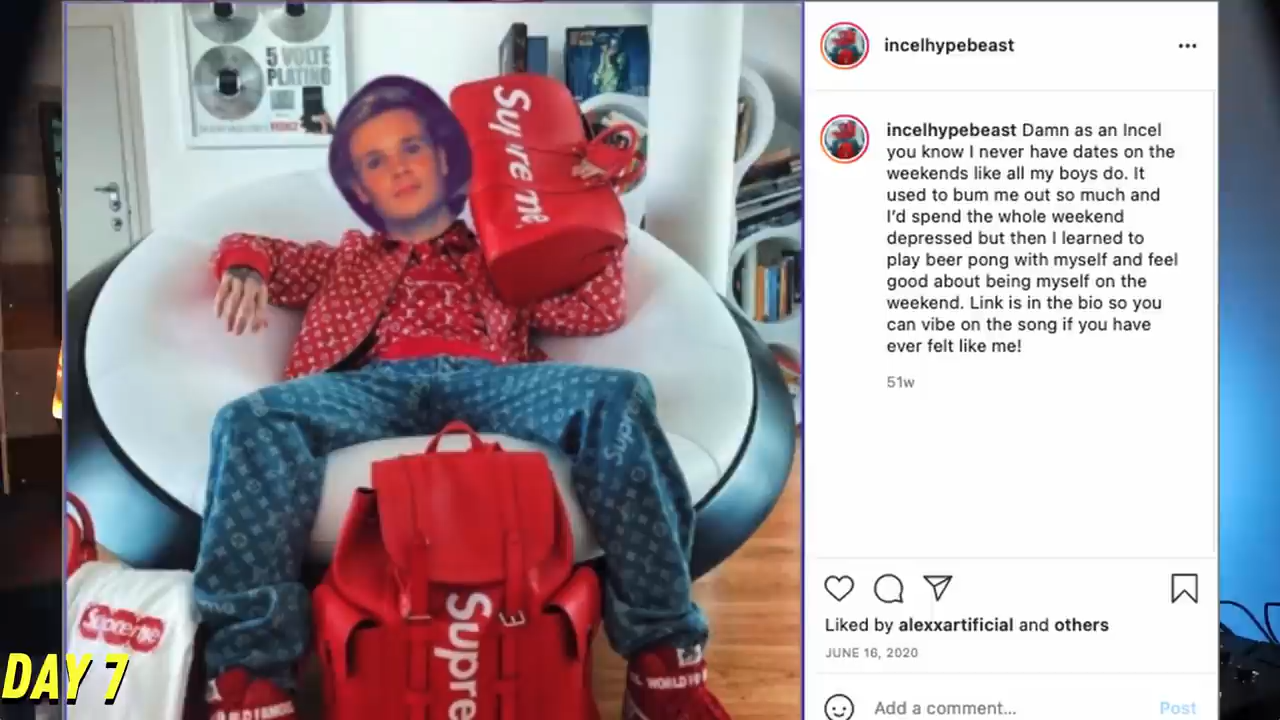 5 VOLTE
PLATINO
Supreme
Supreme
Supreme
Supre
DAY 7
incelhypebeast
incelhypebeast Damn as an Incel
you know I never have dates on the
weekends like all my boys do. It
used to bum me out so much and
I'd spend the whole weekend
depressed but then I learned to
play beer pong with myself and feel
good about being myself on the
weekend. Link is in the bio so you
can vibe on the song if you have
ever felt like me!
51w
Liked by alexxartificial and others
JUNE 16, 2020
Add a comment...
Post